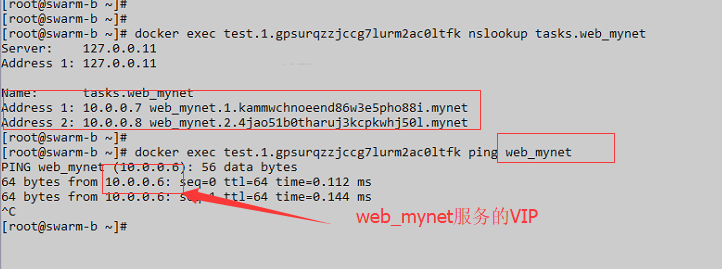 [root@swarm-b ~]#
[root@swarm-b ~]#
[root@swarm-b ~]# docker exec test.1.gpsurqzzjccg7lurm2ac0ltfk nslookup tasks.web_mynet
Server:    127.0.0.11
Address 1: 127.0.0.11
Name:      tasks.web_mynet
Address 1: 10.0.0.7 web_mynet.1.kammwchnoeend86w3e5pho88i.mynet
Address 2: 10.0.0.8 web_mynet.2.4jao51b0tharuj3kcpkwhj50l.mynet
[root@swarm-b ~]#
[root@swarm-b ~]# docker exec test.1.gpsurqzzjccg7lurm2ac0ltfk ping web_mynet
PING web_mynet (10.0.0.6): 56 data bytes
64 bytes from 10.0.0.6: seq=0 ttl=64 time=0.112 ms
64 bytes from 10.0.0.6: seq=1 ttl=64 time=0.144 ms
^C
[root@swarm-b ~]#
web_mynet服务的VIP